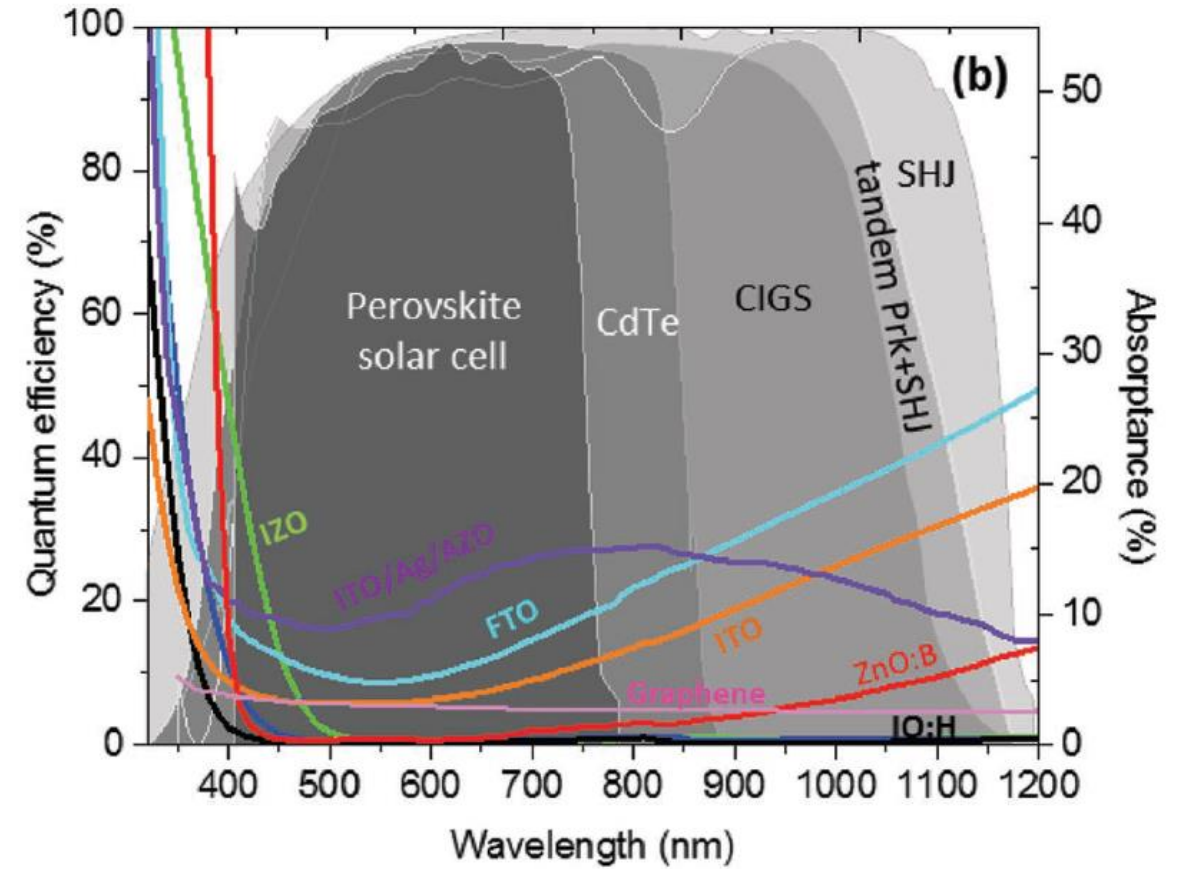 (b)
Quantum efficiency (%)
100
80
60
40
20
0
Absorptance (%)
50
40
30
20
10
0
SHJ
tandem Prk+SHJ
CIGS
CdTe
Perovskite
solar cell
IZO
ITO/Ag/AZO
FTO
ITO
ZnO:B
Graphene
IO:H
400 500 600 700 800 900 1000 1100 1200
Wavelength (nm)